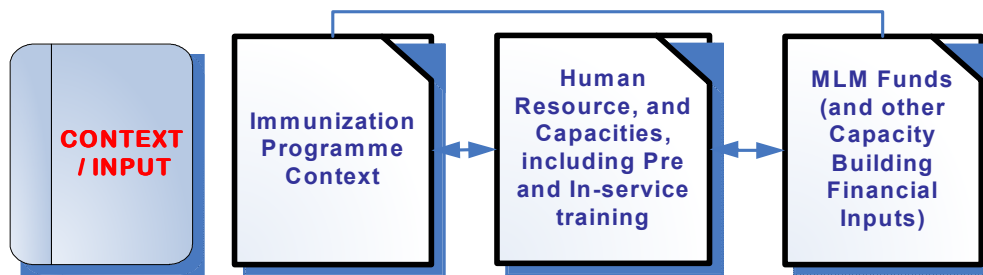 CONTEXT
/ INPUT
Immunization
Programme
Context
Human
Resource, and
Capacities,
including Pre
and In-service
training
MLM Funds
(and other
Capacity
Building
Financial
Inputs)